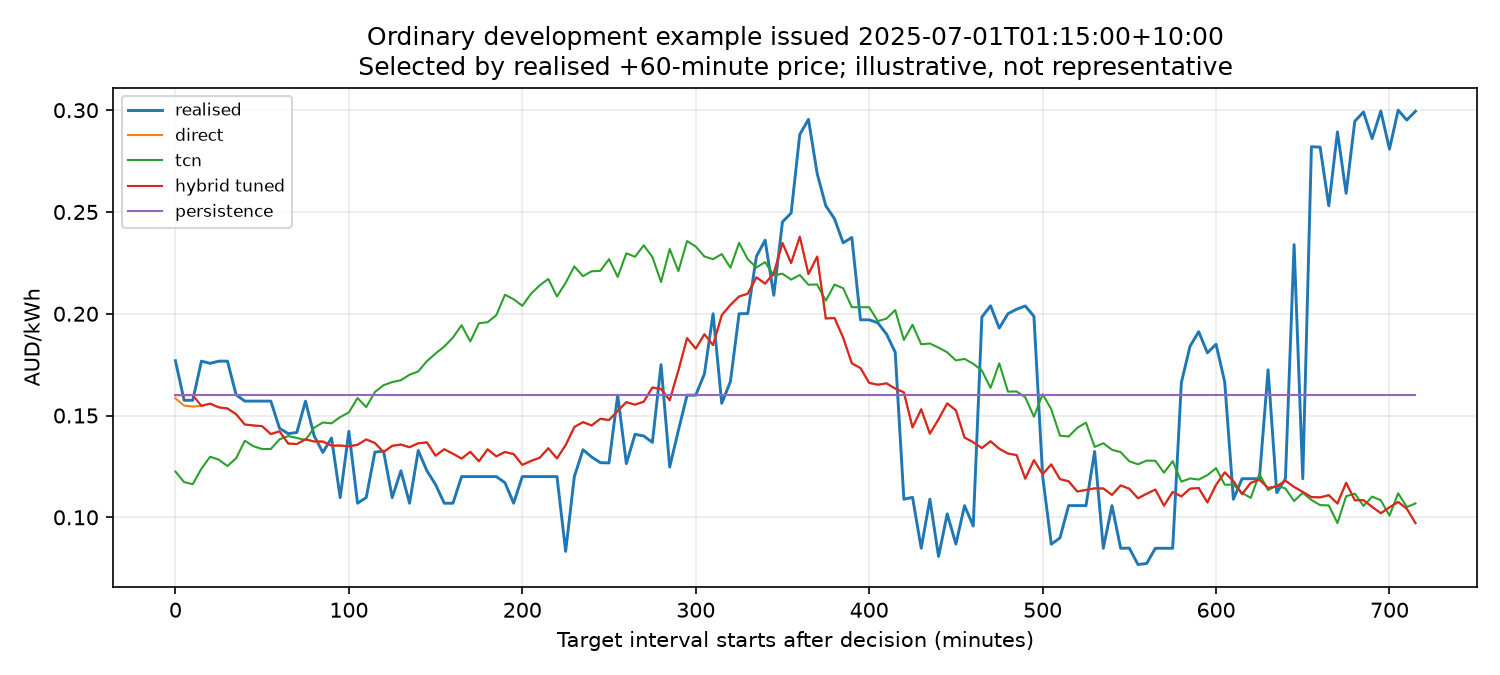 Ordinary development example issued 2025-07-01T01:15:00+10:00
Selected by realised +60-minute price; illustrative, not representative
realised
direct
tcn
hybrid tuned
persistence
0.30
0.25
0.20
0.15
0.10
AUD/kWh
0 100 200 300 400 500 600 700
Target interval starts after decision (minutes)